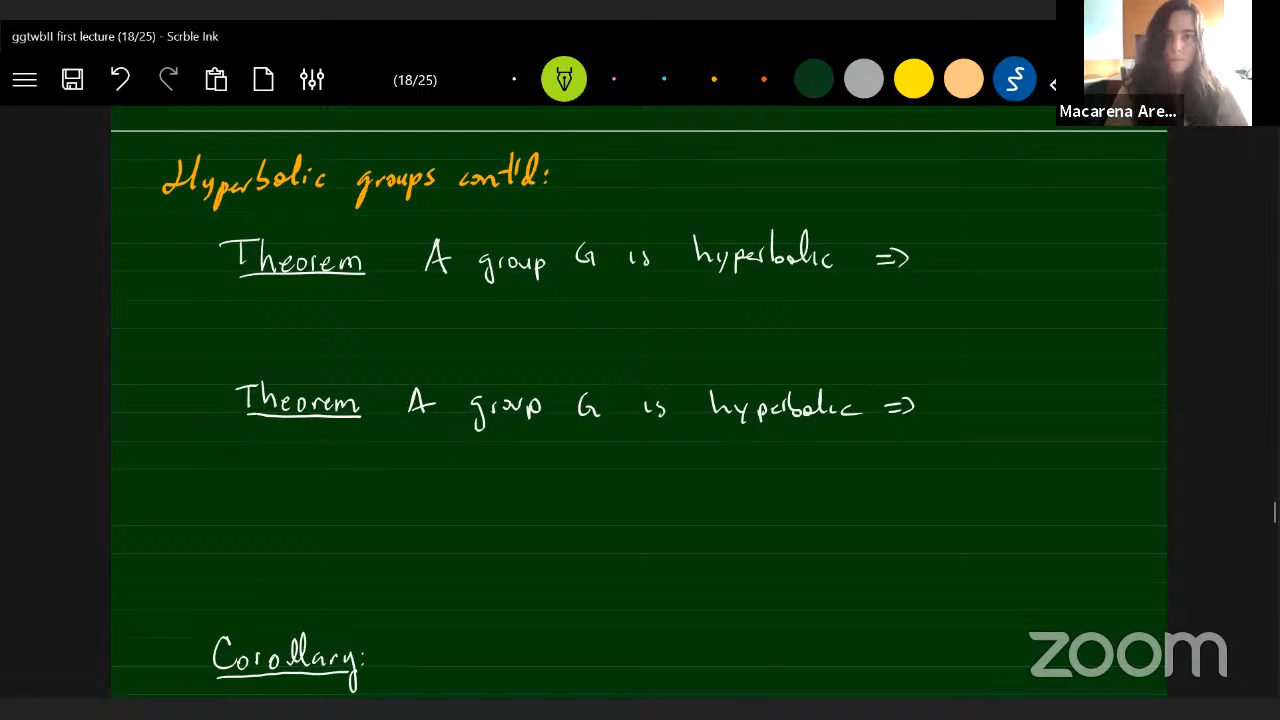 ggtwbII first lecture (18/25) - Scrble Ink
(18/25)
Macarena Are...
Hyperbolic groups cont'd:
Theorem A group G is hyperbolic ⇒
Theorem A group G is hyperbolic ⇒
Corollary:
zoom